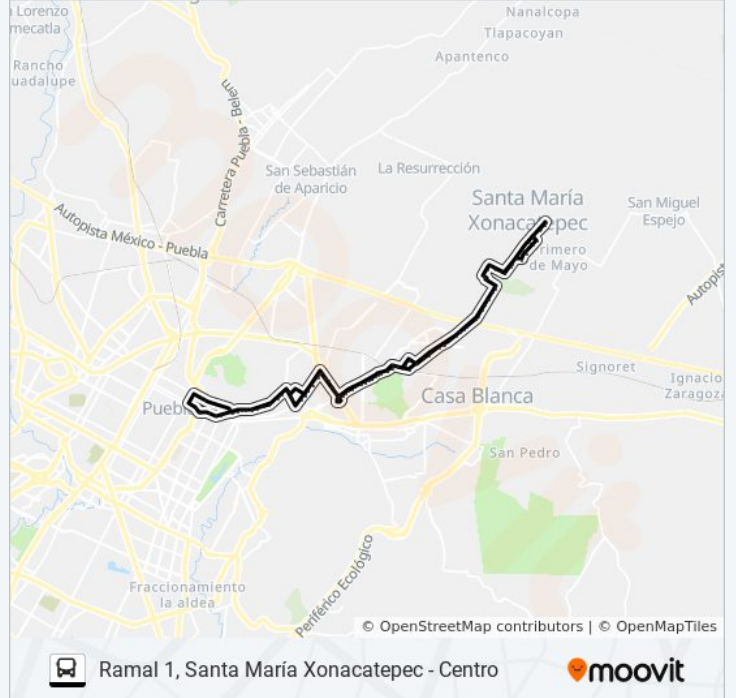 Lorenzo
mecatla
Rancho
uadalupe
Nanalcopa
Tlapacoyan
Apantenco
Carretera Puebla - Belem
San Sebastián
de Aparicio
La Resurrección
Santa María
Xonacatepec
San Miguel
Espejo
Autopista México - Puebla
rimero
de Mayo
Autopist
Puebl
Casa Blanca
Signoret
Ignacio
Zaragoza
San Pedro
Fraccionamiento
la aldea
Periférico Ecológico
© OpenStreetMap contributors | © OpenMapTiles
Ramal 1, Santa María Xonacatepec - Centro
moovit